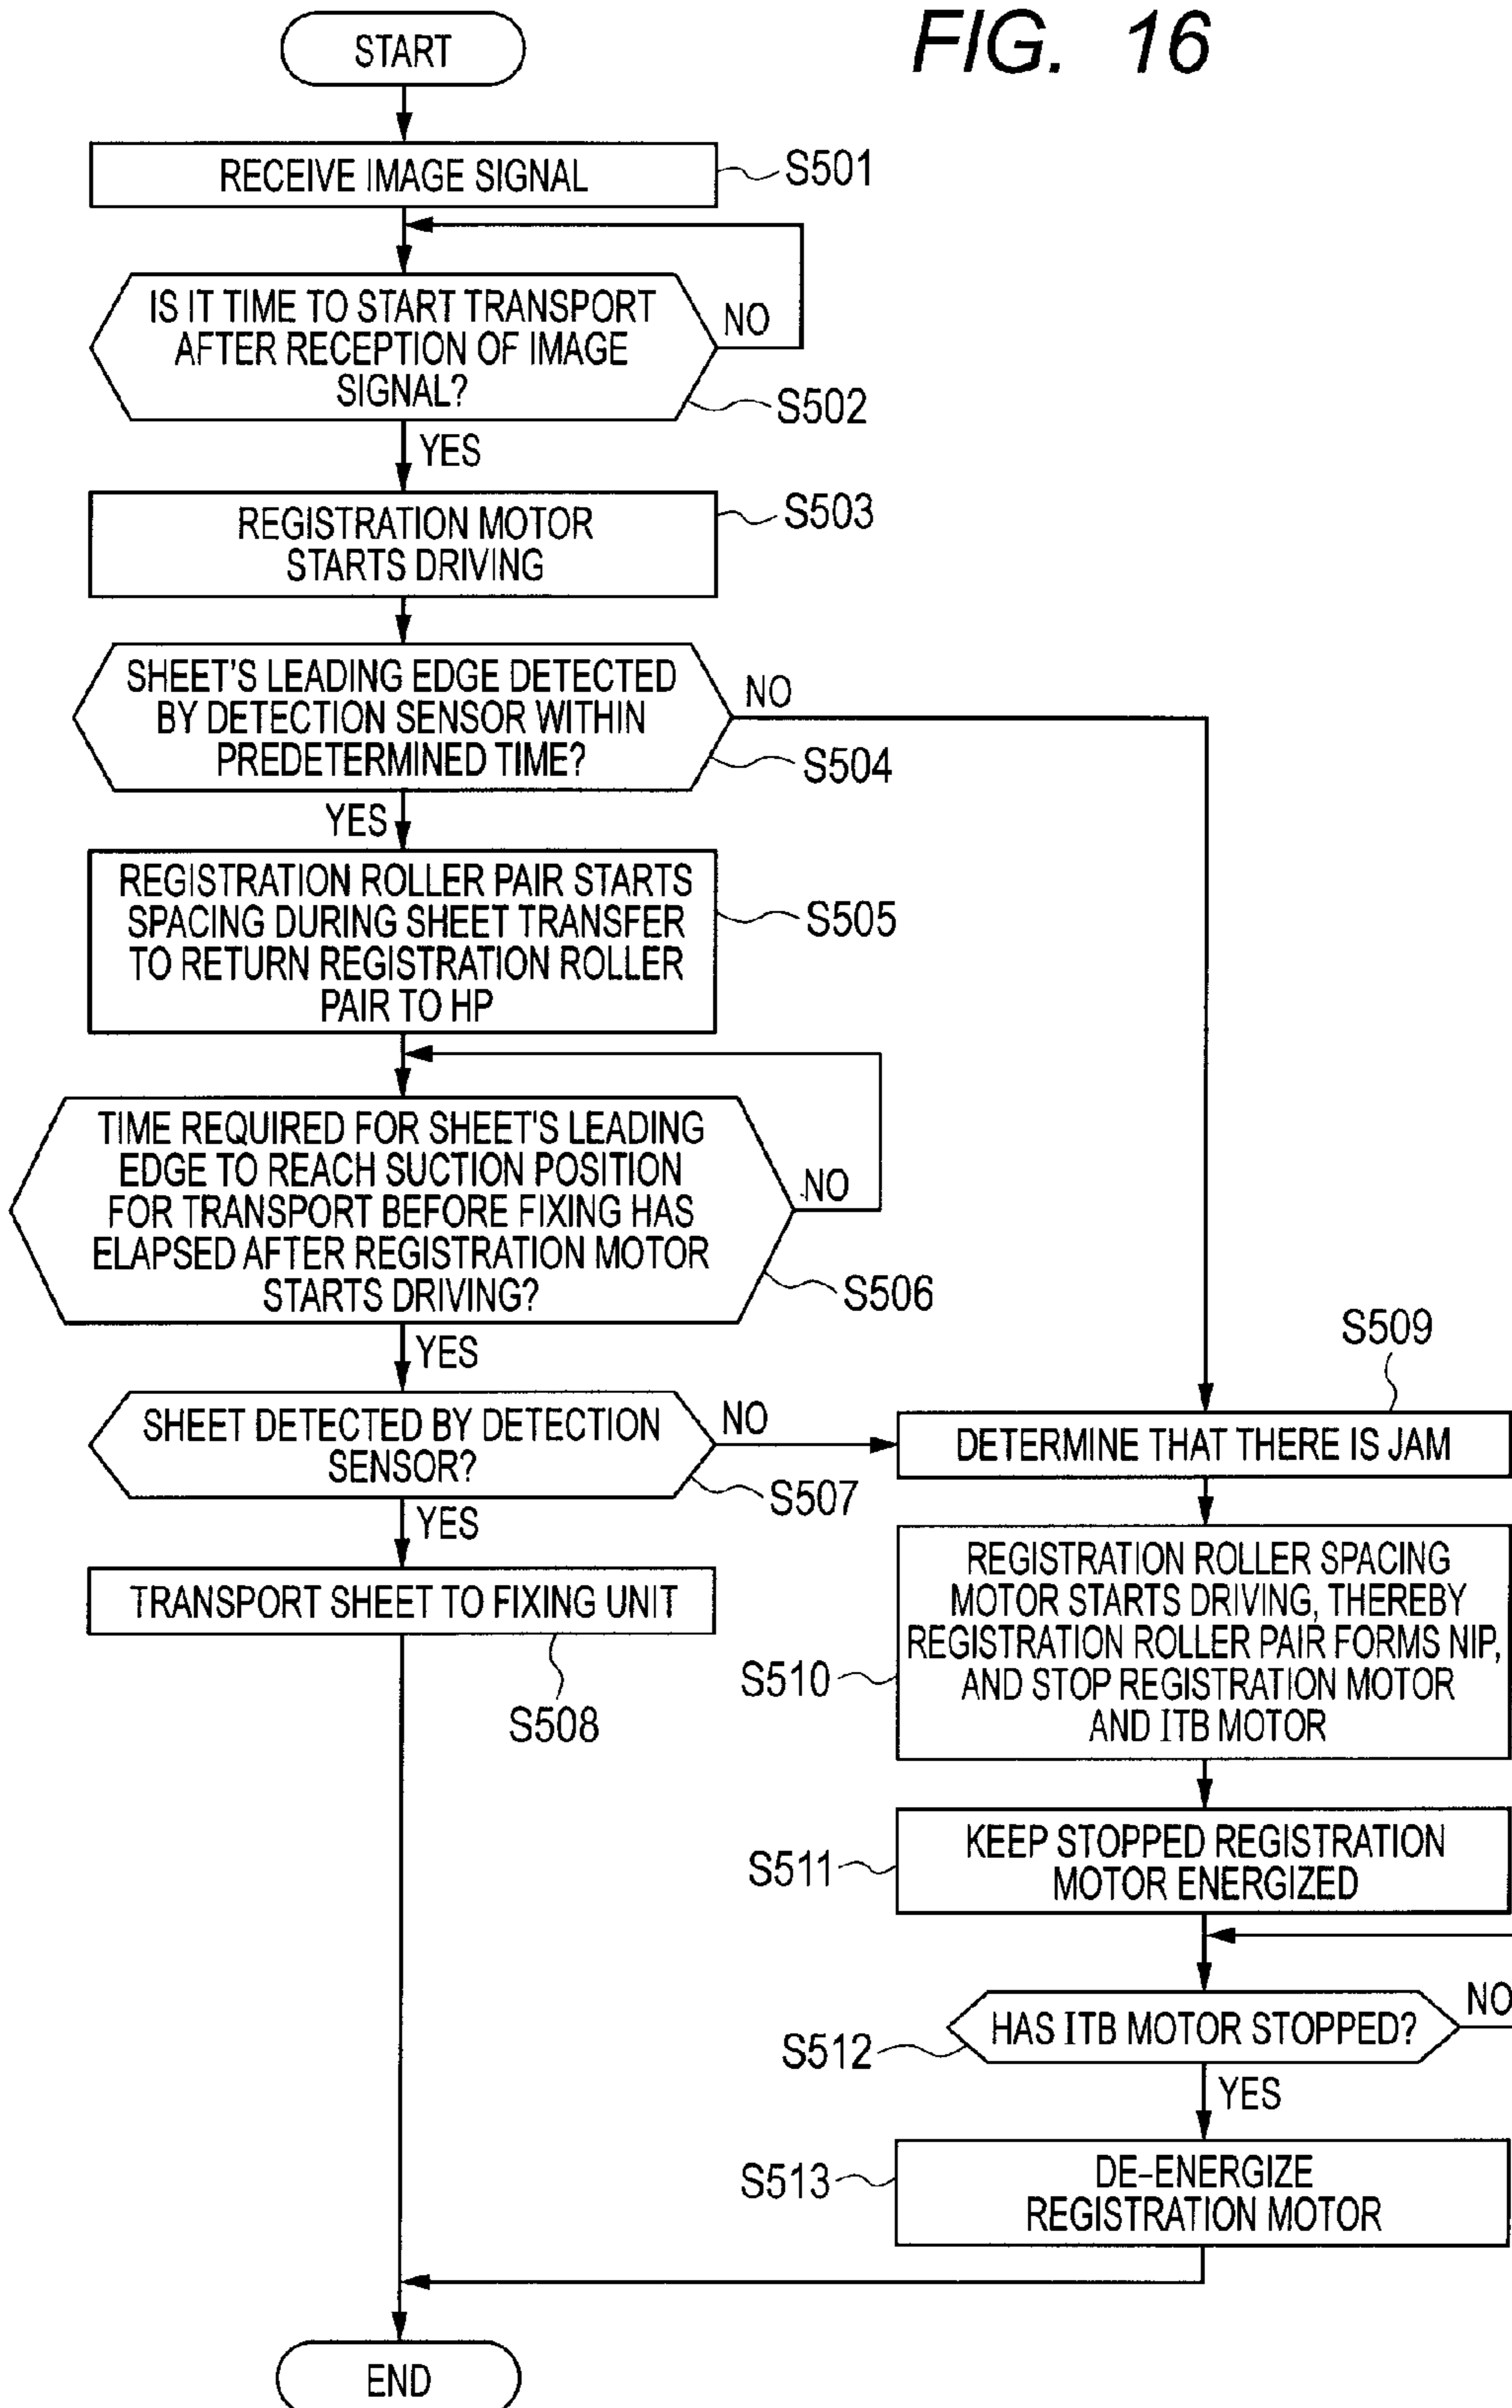 FIG. 16
START
RECEIVE IMAGE SIGNAL
S501
IS IT TIME TO START TRANSPORT
AFTER RECEPTION OF IMAGE
SIGNAL?
NO
S502
YES
REGISTRATION MOTOR
STARTS DRIVING
S503
SHEET'S LEADING EDGE DETECTED
BY DETECTION SENSOR WITHIN
PREDETERMINED TIME?
NO
S504
YES
REGISTRATION ROLLER PAIR STARTS
SPACING DURING SHEET TRANSFER
TO RETURN REGISTRATION ROLLER
PAIR TO HP
S505
TIME REQUIRED FOR SHEET'S LEADING
EDGE TO REACH SUCTION POSITION
FOR TRANSPORT BEFORE FIXING HAS
ELAPSED AFTER REGISTRATION MOTOR
STARTS DRIVING?
NO
S506
YES
SHEET DETECTED BY DETECTION
SENSOR?
NO
S507
YES
TRANSPORT SHEET TO FIXING UNIT
S508
S509
DETERMINE THAT THERE IS JAM
REGISTRATION ROLLER SPACING
MOTOR STARTS DRIVING, THEREBY
REGISTRATION ROLLER PAIR FORMS NIP,
AND STOP REGISTRATION MOTOR
AND ITB MOTOR
S510
KEEP STOPPED REGISTRATION
MOTOR ENERGIZED
S511
HAS ITB MOTOR STOPPED?
NO
S512
YES
DE-ENERGIZE
REGISTRATION MOTOR
S513
END